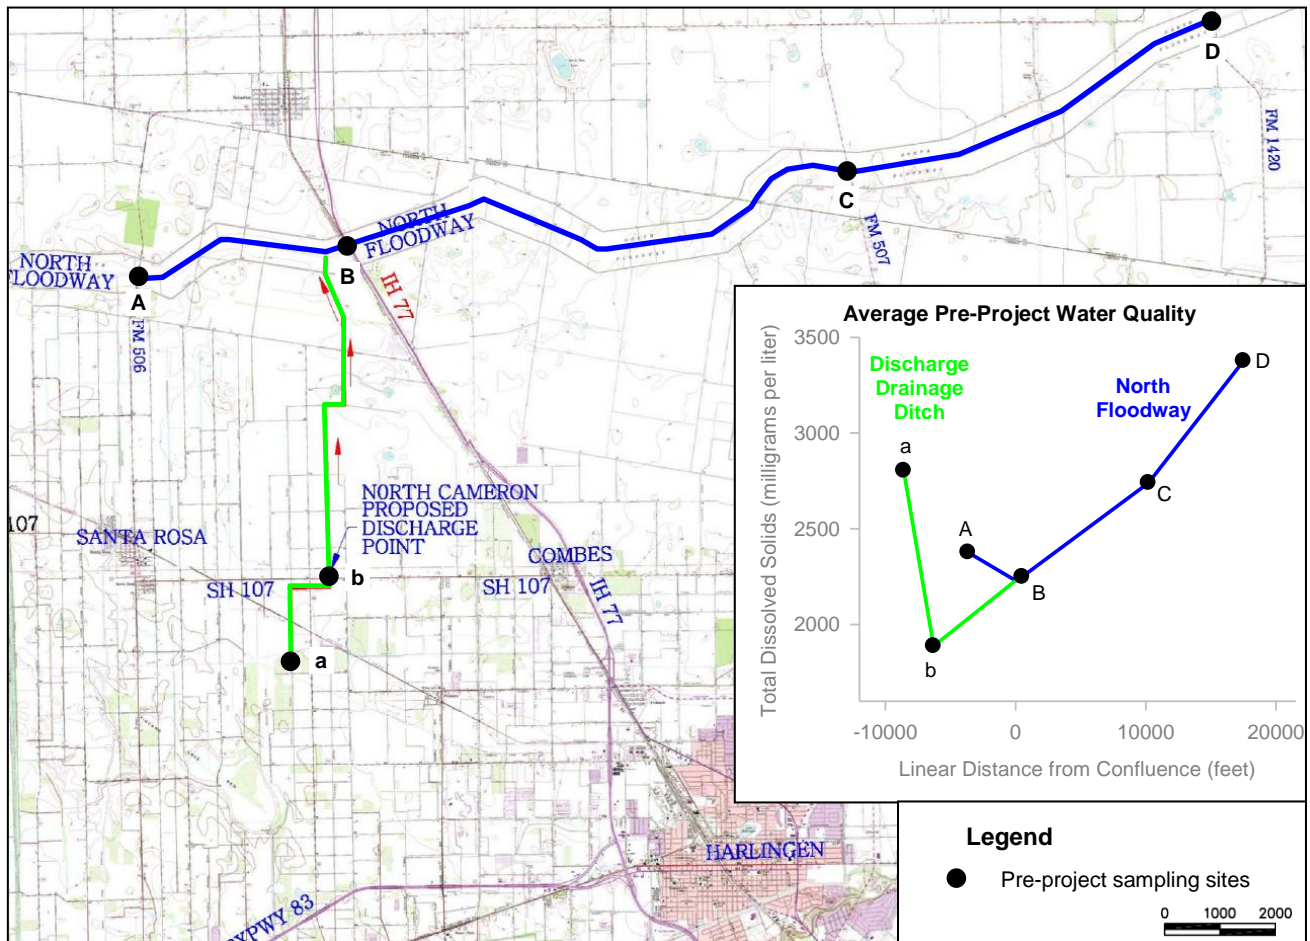 D
FM 1420
C
FM 507
NORTH
FLOODWAY
B
NORTH
FLOODWAY
A
FM 506
IH 77
NORTH CAMERON
PROPOSED
DISCHARGE
POINT
107
SANTA ROSA
COMBES
b
SH 107
SH 107
IH 77
a
HARLINGEN
EXPWY 83
Average Pre-Project Water Quality
Total Dissolved Solids (milligrams per liter)
3500
3000
2500
2000
Discharge
Drainage
Ditch
North
Floodway
a
b
A
B
C
D
-10000 0 10000 20000
Linear Distance from Confluence (feet)
Legend
Pre-project sampling sites
0 1000 2000